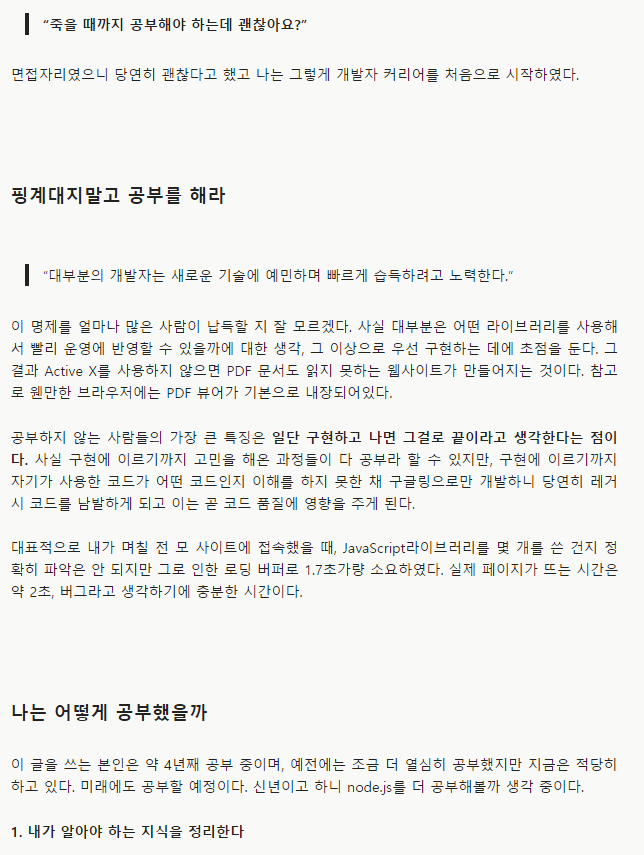 “죽을 때까지 공부해야 하는데 괜찮아요?”
면접자리였으니 당연히 괜찮다고 했고 나는 그렇게 개발자 커리어를 처음으로 시작하였다.
핑계대지말고 공부를 해라
“대부분의 개발자는 새로운 기술에 예민하며 빠르게 습득하려고 노력한다.”
이 명제를 얼마나 많은 사람이 납득할 지 잘 모르겠다. 사실 대부분은 어떤 라이브러리를 사용해
서 빨리 운영에 반영할 수 있을까에 대한 생각, 그 이상으로 우선 구현하는 데에 초점을 둔다. 그
결과 Active X를 사용하지 않으면 PDF 문서도 읽지 못하는 웹사이트가 만들어지는 것이다. 참고
로 웬만한 브라우저에는 PDF 뷰어가 기본으로 내장되어있다.
공부하지 않는 사람들의 가장 큰 특징은 일단 구현하고 나면 그걸로 끝이라고 생각한다는 점이
다. 사실 구현에 이르기까지 고민을 해온 과정들이 다 공부라 할 수 있지만, 구현에 이르기까지
자기가 사용한 코드가 어떤 코드인지 이해를 하지 못한 채 구글링으로만 개발하니 당연히 레거
시 코드를 남발하게 되고 이는 곧 코드 품질에 영향을 주게 된다.
대표적으로 내가 며칠 전 모 사이트에 접속했을 때, JavaScript라이브러리를 몇 개를 쓴 건지 정
확히 파악은 안 되지만 그로 인한 로딩 버퍼로 1.7초가량 소요하였다. 실제 페이지가 뜨는 시간은
약 2초, 버그라고 생각하기에 충분한 시간이다.
나는 어떻게 공부했을까
이 글을 쓰는 본인은 약 4년째 공부 중이며, 예전에는 조금 더 열심히 공부했지만 지금은 적당히
하고 있다. 미래에도 공부할 예정이다. 신년이고 하니 node.js를 더 공부해볼까 생각 중이다.
1. 내가 알아야 하는 지식을 정리한다